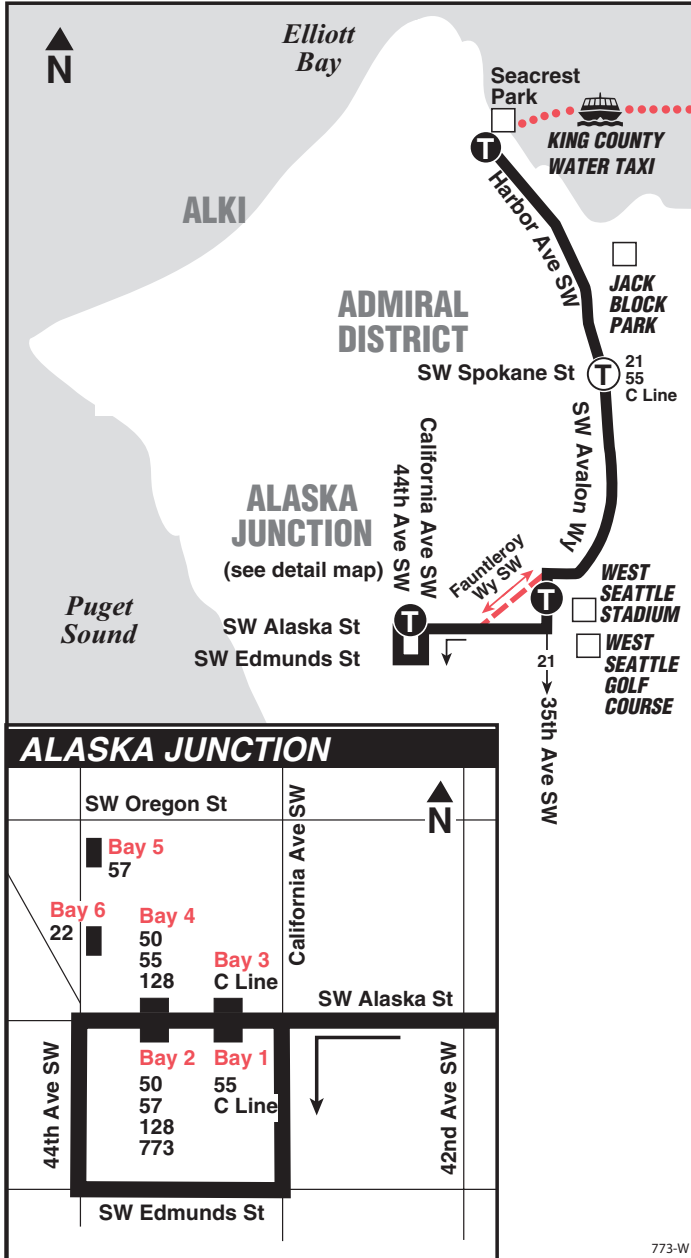 N
Elliott
Bay
Seacrest
Park
T
KING COUNTY
WATER TAXI
Harbor Ave SW
ALKI
JACK
BLOCK
PARK
ADMIRAL
DISTRICT
SW Spokane St
T
21
55
C Line
SW Avalon Wy
California Ave SW
44th Ave SW
ALASKA
JUNCTION
(see detail map)
Fauntleroy
Wy SW
WEST
SEATTLE
STADIUM
T
T
Puget
Sound
SW Alaska St
SW Edmunds St
WEST
SEATTLE
GOLF
COURSE
21
35th Ave SW
ALASKA JUNCTION
SW Oregon St
California Ave SW
N
Bay 5
57
Bay 6
22
Bay 4
50
55
128
Bay 3
C Line
SW Alaska St
44th Ave SW
Bay 2
50
57
128
773
Bay 1
55
C Line
42nd Ave SW
SW Edmunds St
773-W